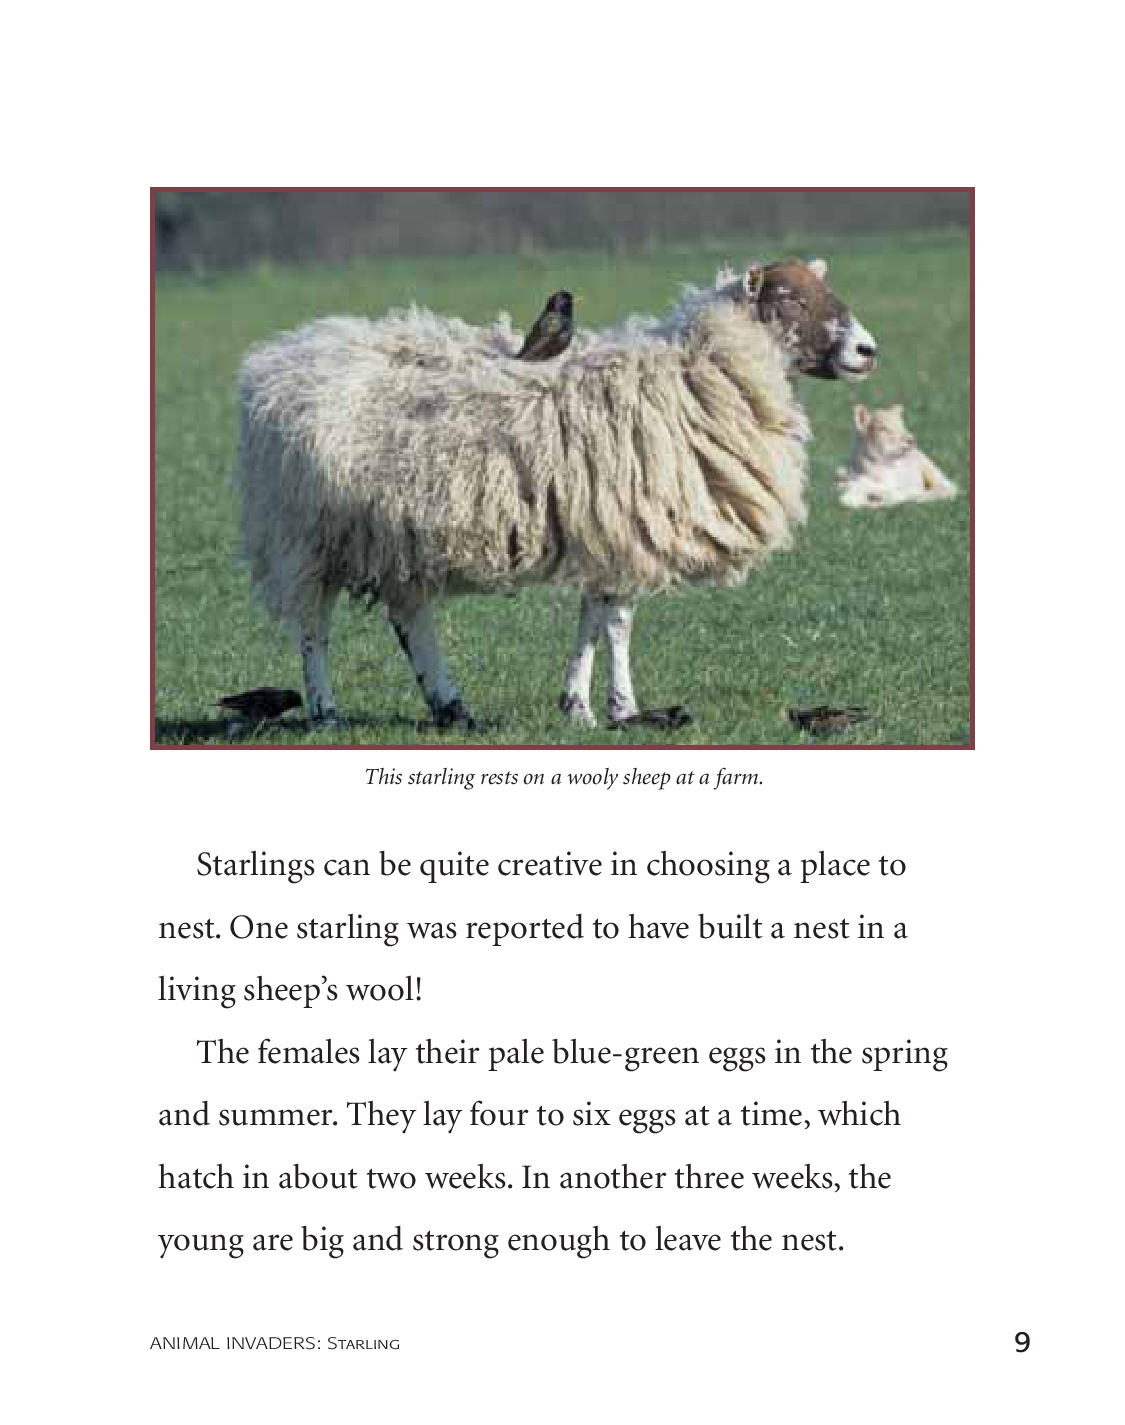 This starling rests on a wooly sheep at a farm.
Starlings can be quite creative in choosing a place to
nest. One starling was reported to have built a nest in a
living sheep’s wool!
The females lay their pale blue-green eggs in the spring
and summer. They lay four to six eggs at a time, which
hatch in about two weeks. In another three weeks, the
young are big and strong enough to leave the nest.
ANIMAL INVADERS: Starling
9